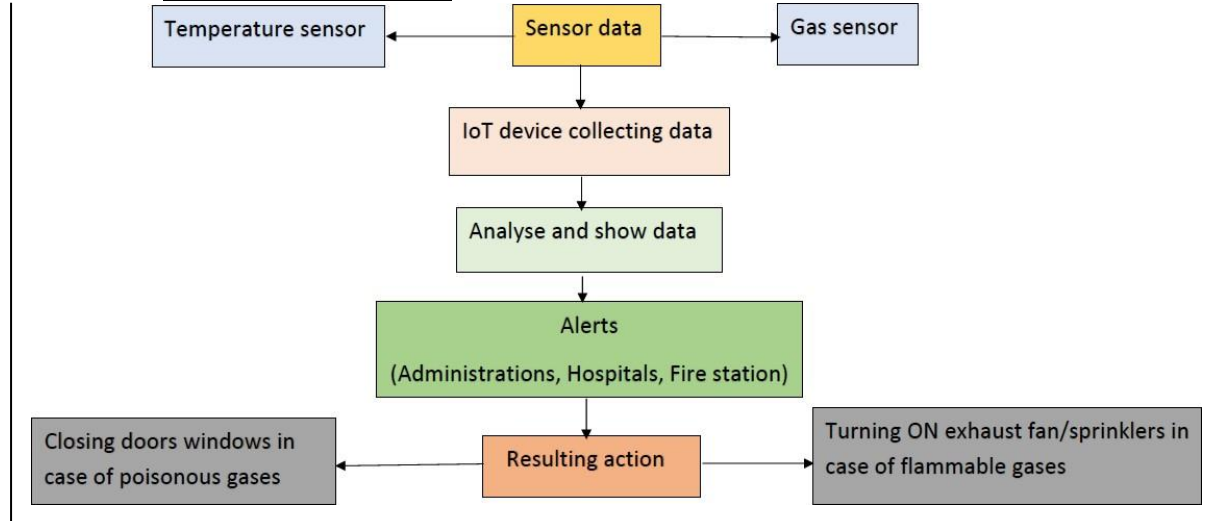 Temperature sensor
Sensor data
Gas sensor
IoT device collecting data
Analyse and show data
Alerts
(Administrations, Hospitals, Fire station)
Closing doors windows in
case of poisonous gases
Resulting action
Turning ON exhaust fan/sprinklers in
case of flammable gases